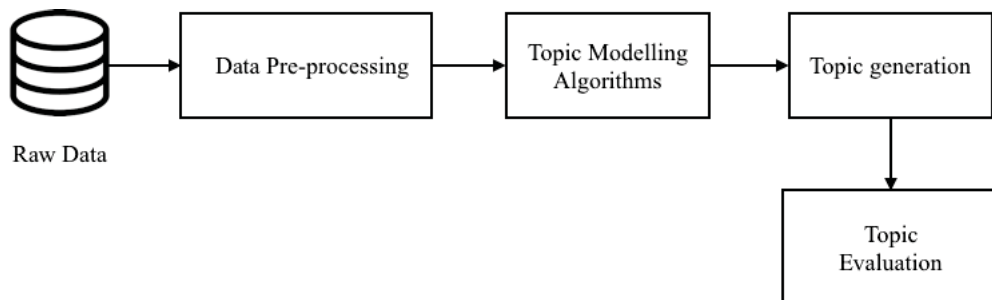 Raw Data
Data Pre-processing
Topic Modelling
Algorithms
Topic generation
Topic
Evaluation